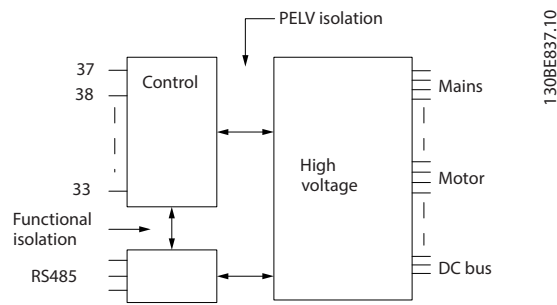 PELV isolation
130BE837.10
37
Control
38
Mains
High
voltage
Motor
33
Functional
isolation
RS485
DC bus